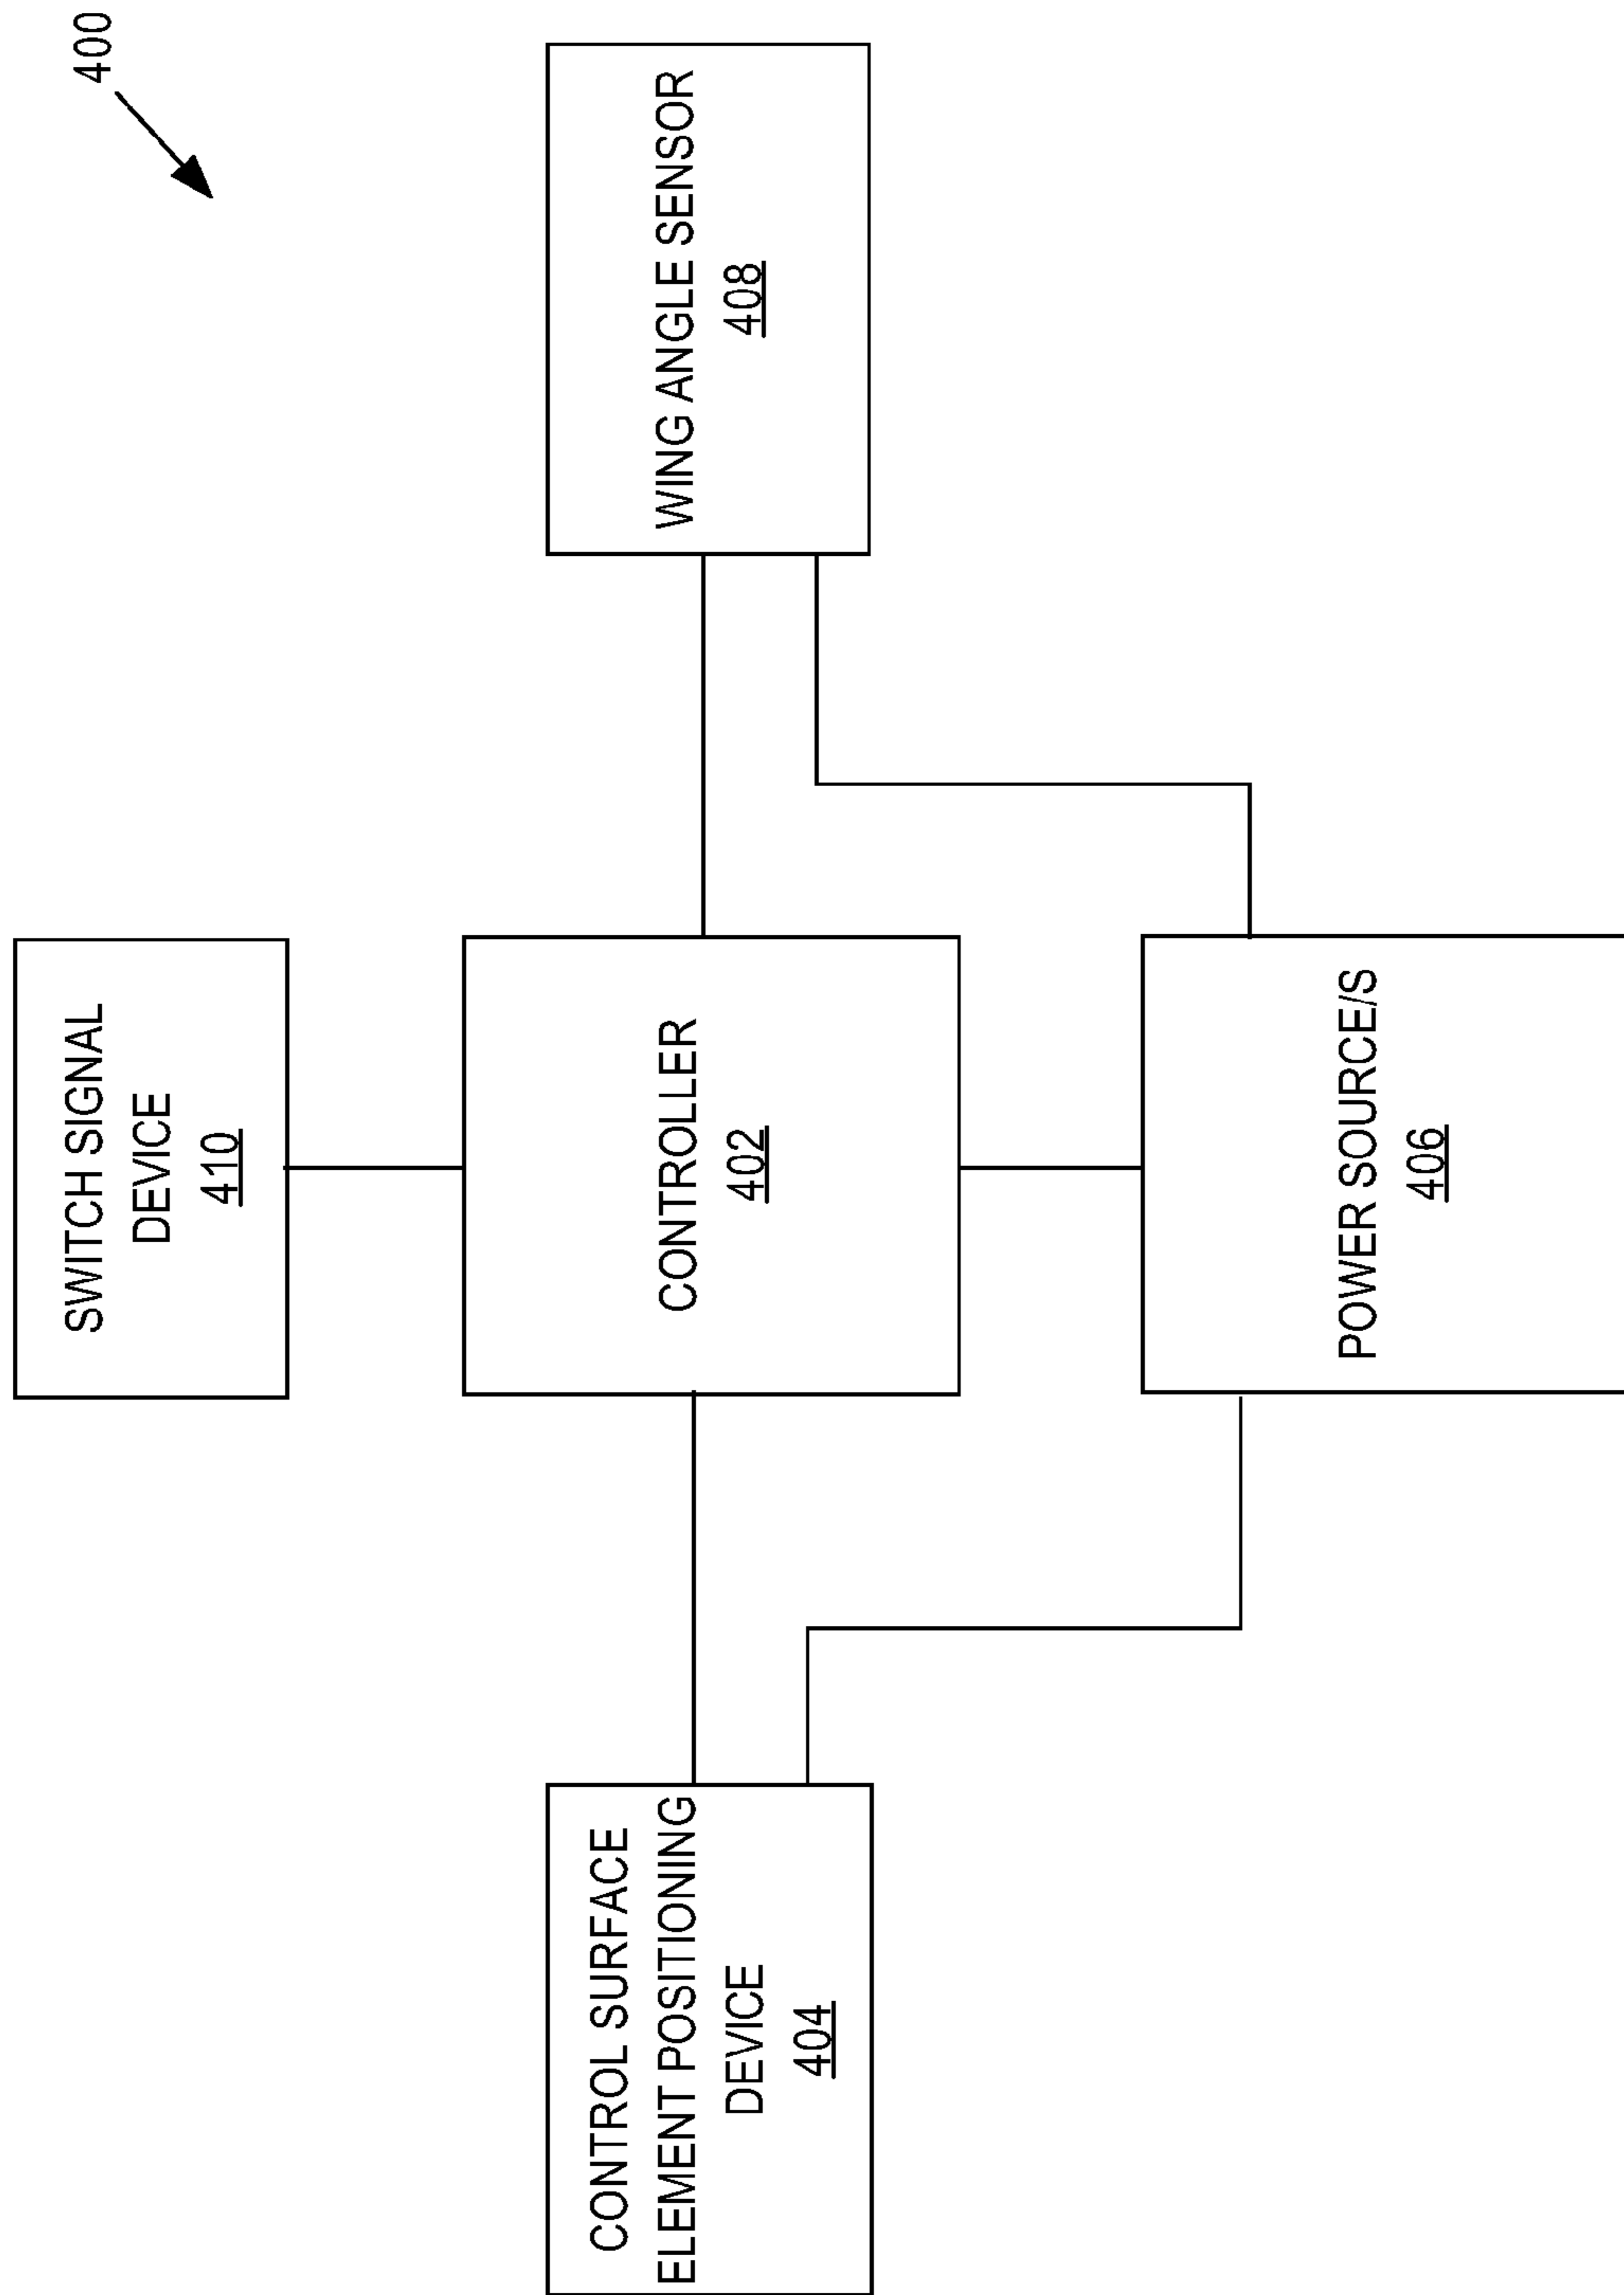 400
SWITCH SIGNAL
DEVICE
410
CONTROL SURFACE
ELEMENT POSITIONING
DEVICE
404
CONTROLLER
402
WING ANGLE SENSOR
408
POWER SOURCE/S
406